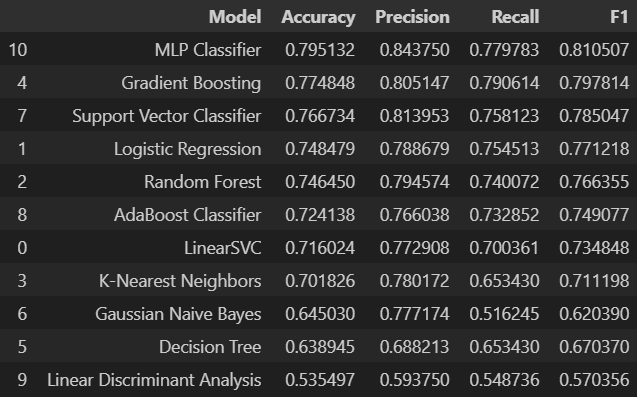 Model Accuracy Precision Recall F1
10 MLP Classifier 0.795132 0.843750 0.779783 0.810507
4 Gradient Boosting 0.774848 0.805147 0.790614 0.797814
7 Support Vector Classifier 0.766734 0.813953 0.758123 0.785047
1 Logistic Regression 0.748479 0.788679 0.754513 0.771218
2 Random Forest 0.746450 0.794574 0.740072 0.766355
8 AdaBoost Classifier 0.724138 0.766038 0.732852 0.749077
0 LinearSVC 0.716024 0.772908 0.700361 0.734848
3 K-Nearest Neighbors 0.701826 0.780172 0.653430 0.711198
6 Gaussian Naive Bayes 0.645030 0.777174 0.516245 0.620390
5 Decision Tree 0.638945 0.688213 0.653430 0.670370
9 Linear Discriminant Analysis 0.535497 0.593750 0.548736 0.570356